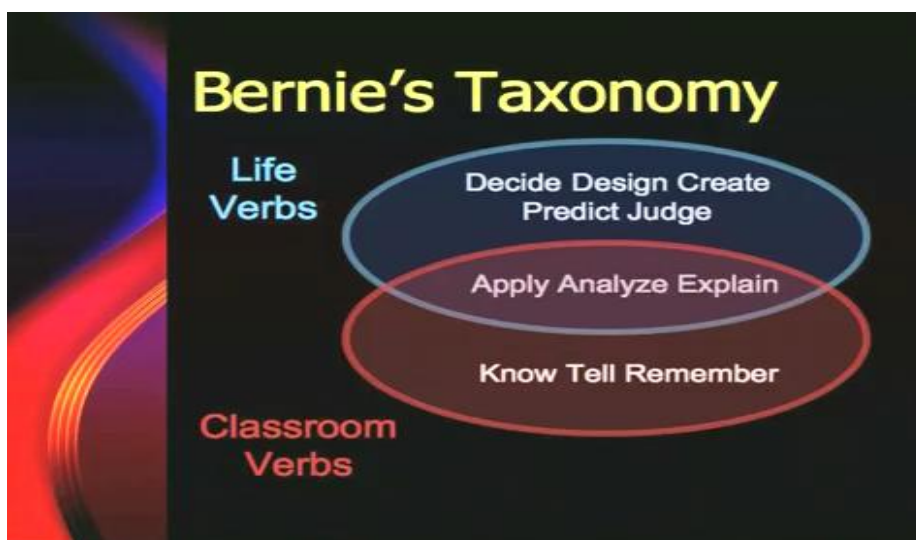 Bernie's Taxonomy
Life
Verbs
Decide Design Create
Predict Judge
Apply Analyze Explain
Know Tell Remember
Classroom
Verbs